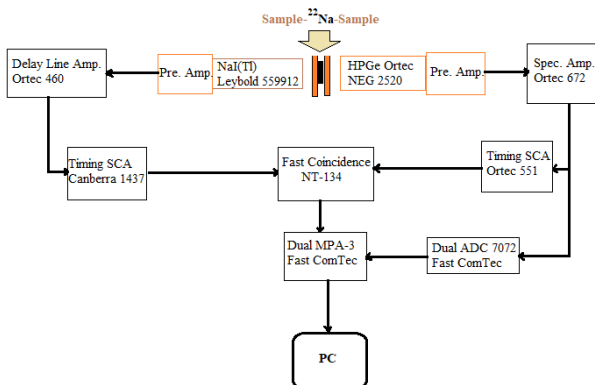 Sample-²²Na-Sample
Delay Line Amp.
Ortec 460
Pre. Amp.
NaI(Tl)
Leybold 559912
HPGe Ortec
NEG 2520
Pre. Amp.
Spec. Amp.
Ortec 672
Timing SCA
Canberra 1437
Fast Coincidence
NT-134
Timing SCA
Ortec 551
Dual MPA-3
Fast ComTec
Dual ADC 7072
Fast ComTec
PC